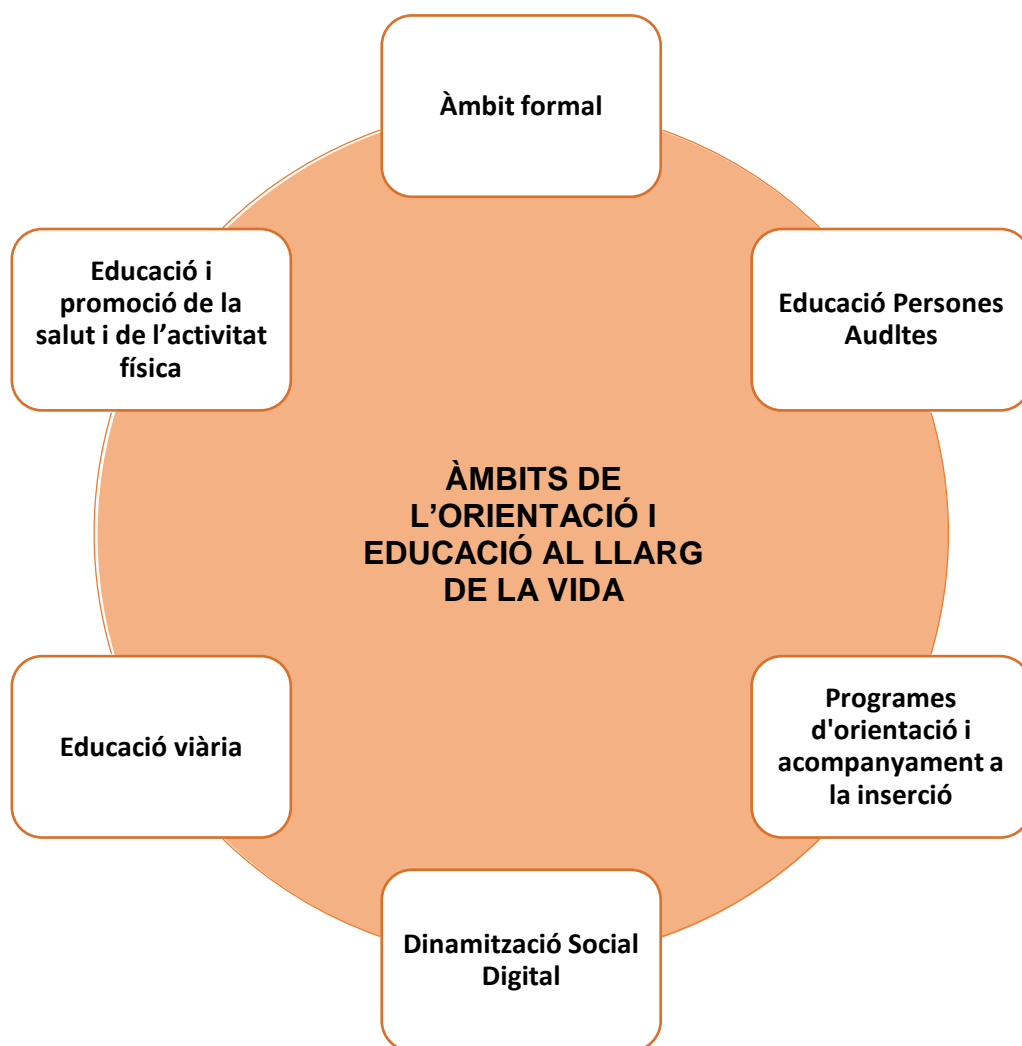 Àmbit formal
Educació i
promoció de la
salut i de l’activitat
física
Educació Persones
Audltes
ÀMBITS DE
L’ORIENTACIÓ I
EDUCACIÓ AL LLARG
DE LA VIDA
Educació viària
Programes
d'orientació i
acompanyament a
la inserció
Dinamització Social
Digital